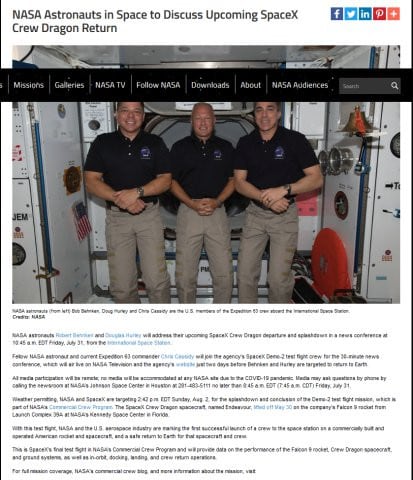 NASA Astronauts in Space to Discuss Upcoming SpaceX
Crew Dragon Return
s Missions Galleries NASA TV Follow NASA Downloads About NASA Audiences Search
JEM
PM
NASA astronauts (from left) Bob Behnken, Doug Hurley and Chris Cassidy are the U.S. members of the Expedition 63 crew aboard the International Space Station.
Credits: NASA
NASA astronauts Robert Behnken and Douglas Hurley will address their upcoming SpaceX Crew Dragon departure and splashdown in a news conference at
10:45 a.m. EDT Friday, July 31, from the International Space Station.
Fellow NASA astronaut and current Expedition 63 commander Chris Cassidy will join the agency's SpaceX Demo-2 test flight crew for the 30-minute news
conference, which will air live on NASA Television and the agency's website just two days before Behnken and Hurley are targeted to return to Earth.
All media participation will be remote; no media will be accommodated at any NASA site due to the COVID-19 pandemic. Media may ask questions by phone by
calling the newsroom at NASA's Johnson Space Center in Houston at 281-483-5111 no later than 8:45 a.m. EDT (7:45 a.m. CDT) Friday, July 31.
Weather permitting, NASA and SpaceX are targeting 2:42 p.m. EDT Sunday, Aug. 2, for the splashdown and conclusion of the Demo-2 test flight mission, which is
part of NASA's Commercial Crew Program. The SpaceX Crew Dragon spacecraft, named Endeavour, lifted off May 30 on the company's Falcon 9 rocket from
Launch Complex 39A at NASA's Kennedy Space Center in Florida.
With this test flight, NASA and the U.S. aerospace industry are marking the first successful launch of a crew to the space station on a commercially built and
operated American rocket and spacecraft, and a safe return to Earth for that spacecraft and crew.
This is SpaceX's final test flight in NASA's Commercial Crew Program and will provide data on the performance of the Falcon 9 rocket, Crew Dragon spacecraft,
and ground systems, as well as in-orbit, docking, landing, and crew return operations.
For full mission coverage, NASA's commercial crew blog, and more information about the mission, visit: